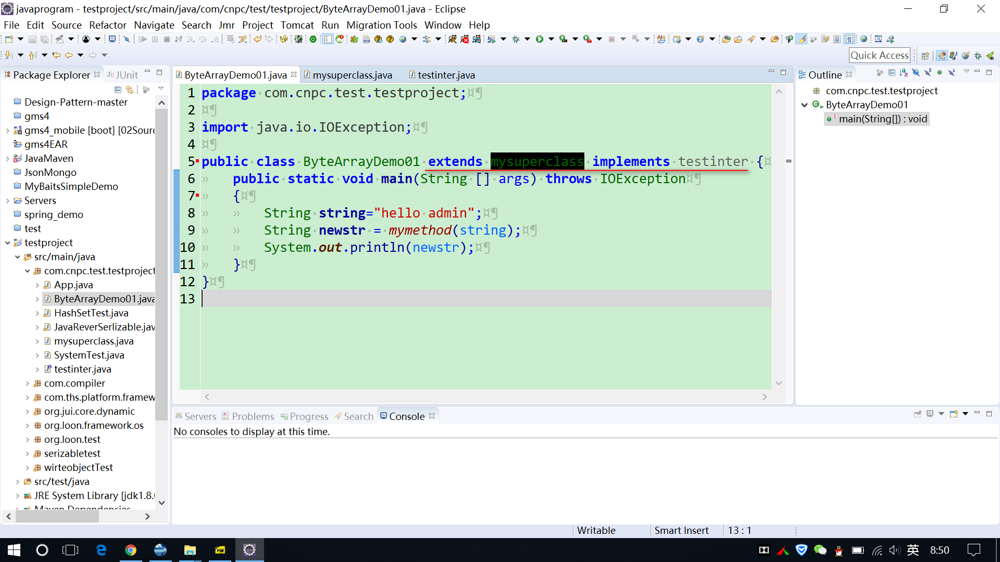 javaprogram - testproject/src/main/java/com/cnpc/test/testproject/ByteArrayDemo01.java - Eclipse
File Edit Source Refactor Navigate Search Jmr Project Tomcat Run Migration Tools Window Help
Quick Access
Package Explorer
JUnit
Design-Pattern-master
gms4
gms4_mobile [boot] [02Sour
gms4EAR
JavaMaven
JsonMongo
MyBaitsSimpleDemo
Servers
spring_demo
test
testproject
src/main/java
com.cnpc.test.testproject
App.java
ByteArrayDemo01.java
HashSetTest.java
JavaReverSerlizable.jav
mysuperclass.java
SystemTest.java
testinter.java
com.compiler
com.ths.platform.framew
org.jui.core.dynamic
org.loon.framework.os
org.loon.test
serizabletest
wirteobjectTest
src/test/java
JRE System Library [jdk1.8.
Maven Dependencies
ByteArrayDemo01.java mysuperclass.java testinter.java
1 package com.cnpc.test.testproject;¤¶
2 ¤¶
3 import java.io.IOException;¤¶
4 ¤¶
5 public class ByteArrayDemo01 extends mysuperclass implements testinter {¤
6 » public static void main(String [] args) throws IOException¤¶
7 » {¤¶
8 » » String string="hello admin";¤¶
9 » » String newstr = mymethod(string);¤¶
10 » » System.out.println(newstr);¤¶
11 » }¤¶
12 }¤¶
13
Outline
com.cnpc.test.testproject
ByteArrayDemo01
main(String[]) : void
Servers Problems Progress Search Console
No consoles to display at this time.
Writable Smart Insert 13 : 1
PDF
英 8:50